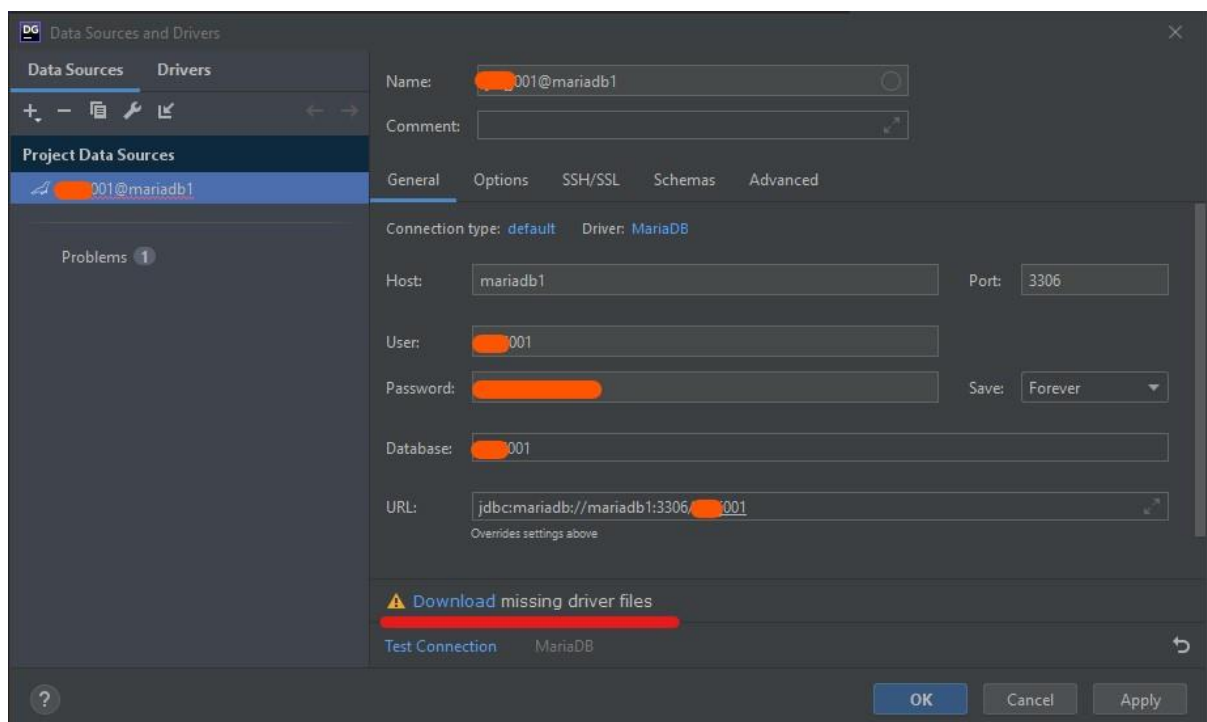 DG Data Sources and Drivers
Data Sources Drivers
Project Data Sources
001@mariadb1
Problems 1
Name: 001@mariadb1
Comment:
General Options SSH/SSL Schemas Advanced
Connection type: default Driver: MariaDB
Host: mariadb1 Port: 3306
User: 001
Password: Save: Forever
Database: 001
URL: jdbc:mariadb://mariadb1:3306/ 001
Overrides settings above
Download missing driver files
Test Connection MariaDB
? OK Cancel Apply